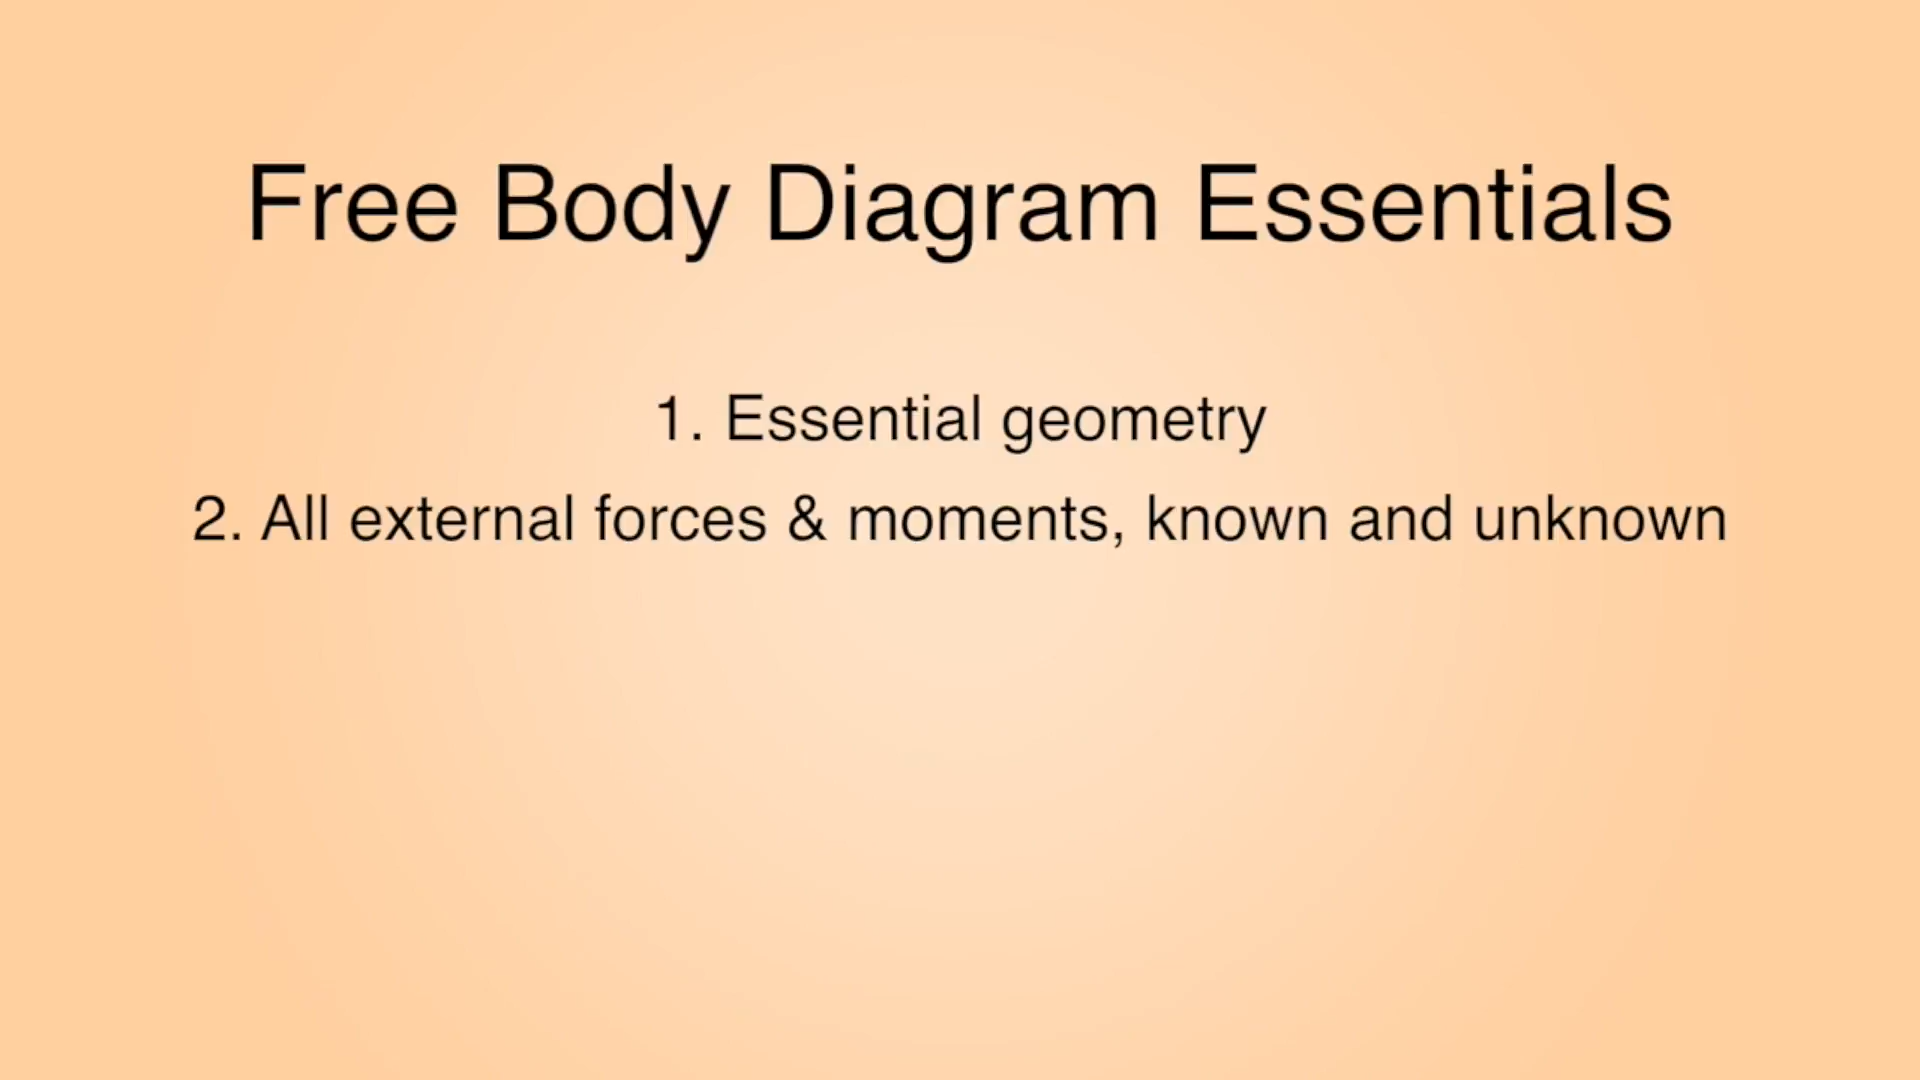 Free Body Diagram Essentials
1. Essential geometry
2. All external forces & moments, known and unknown